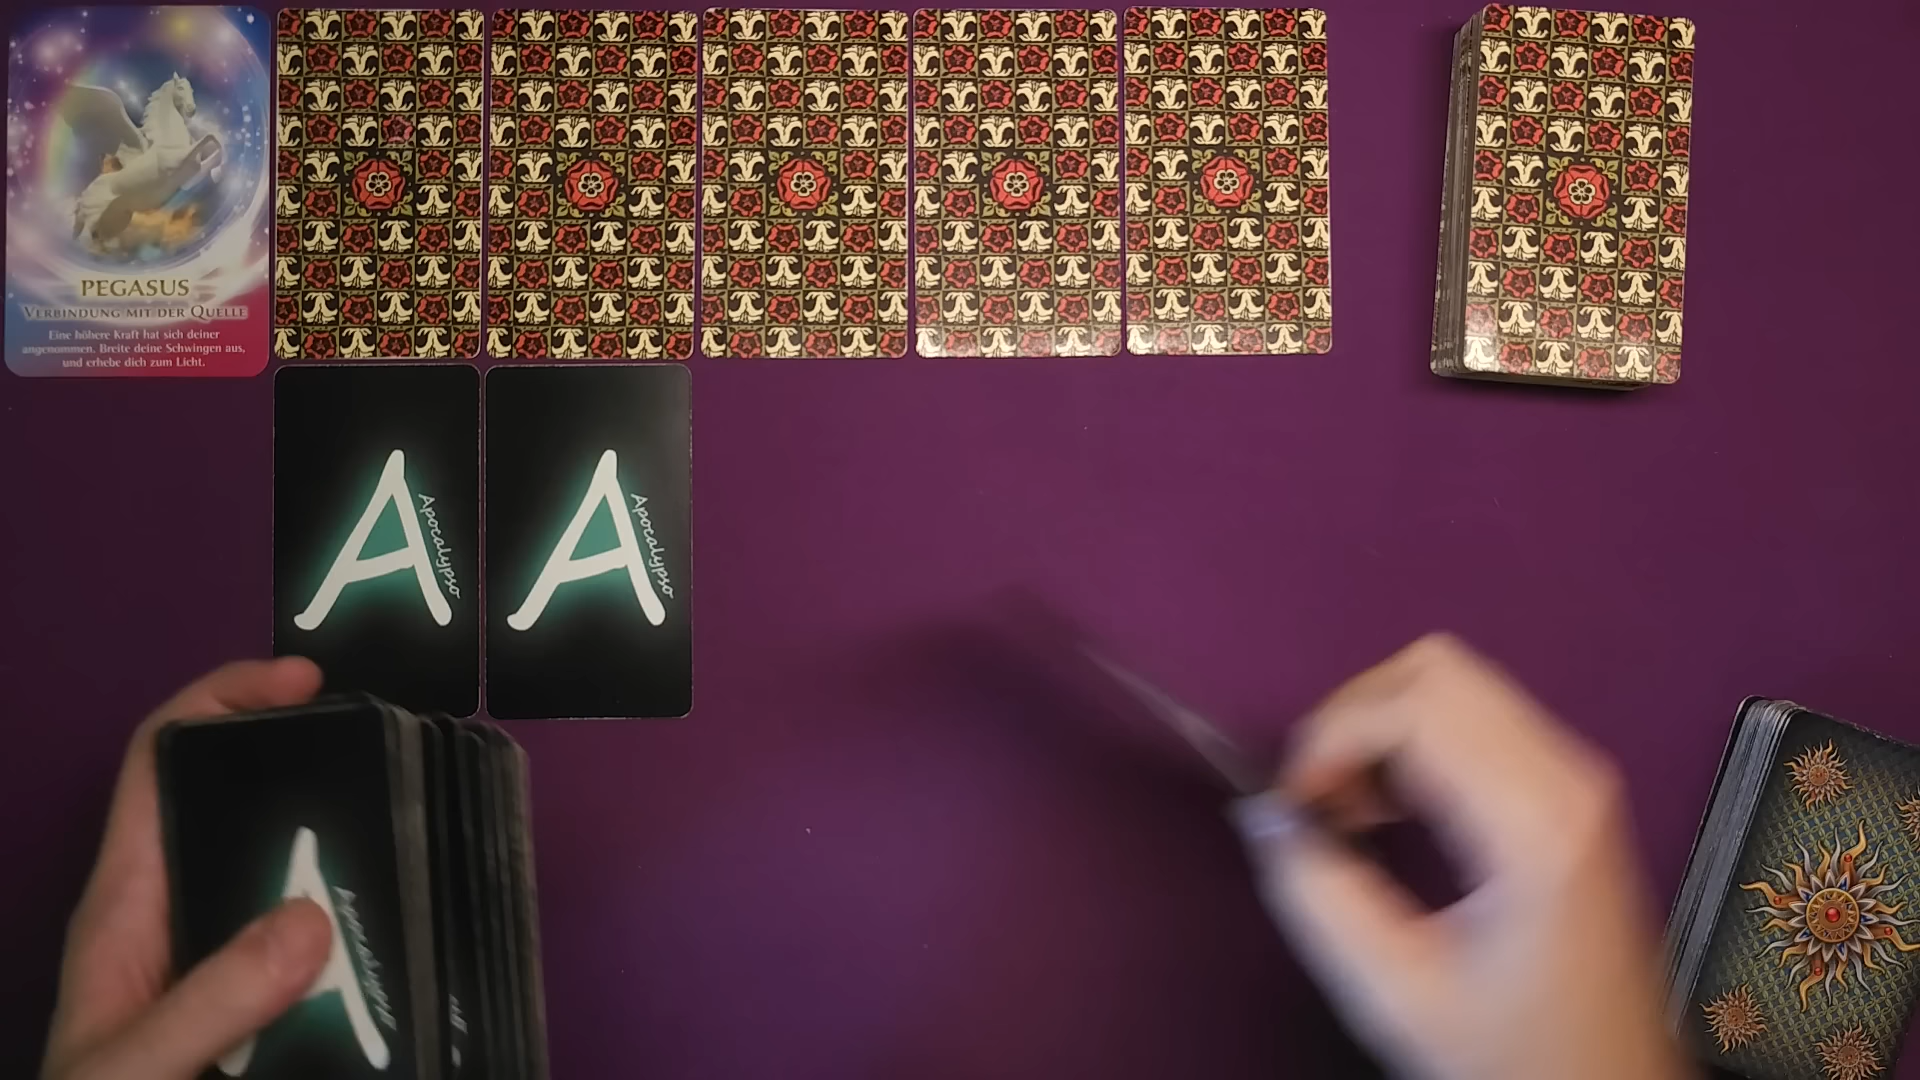 PEGASUS
VERBINDUNG MIT DER QUELLE
Eine höhere Kraft hat sich deiner
angenommen. Breite deine Schwingen aus,
und erhebe dich zum Licht.
A
Apocalypso
A
Apocalypso
A